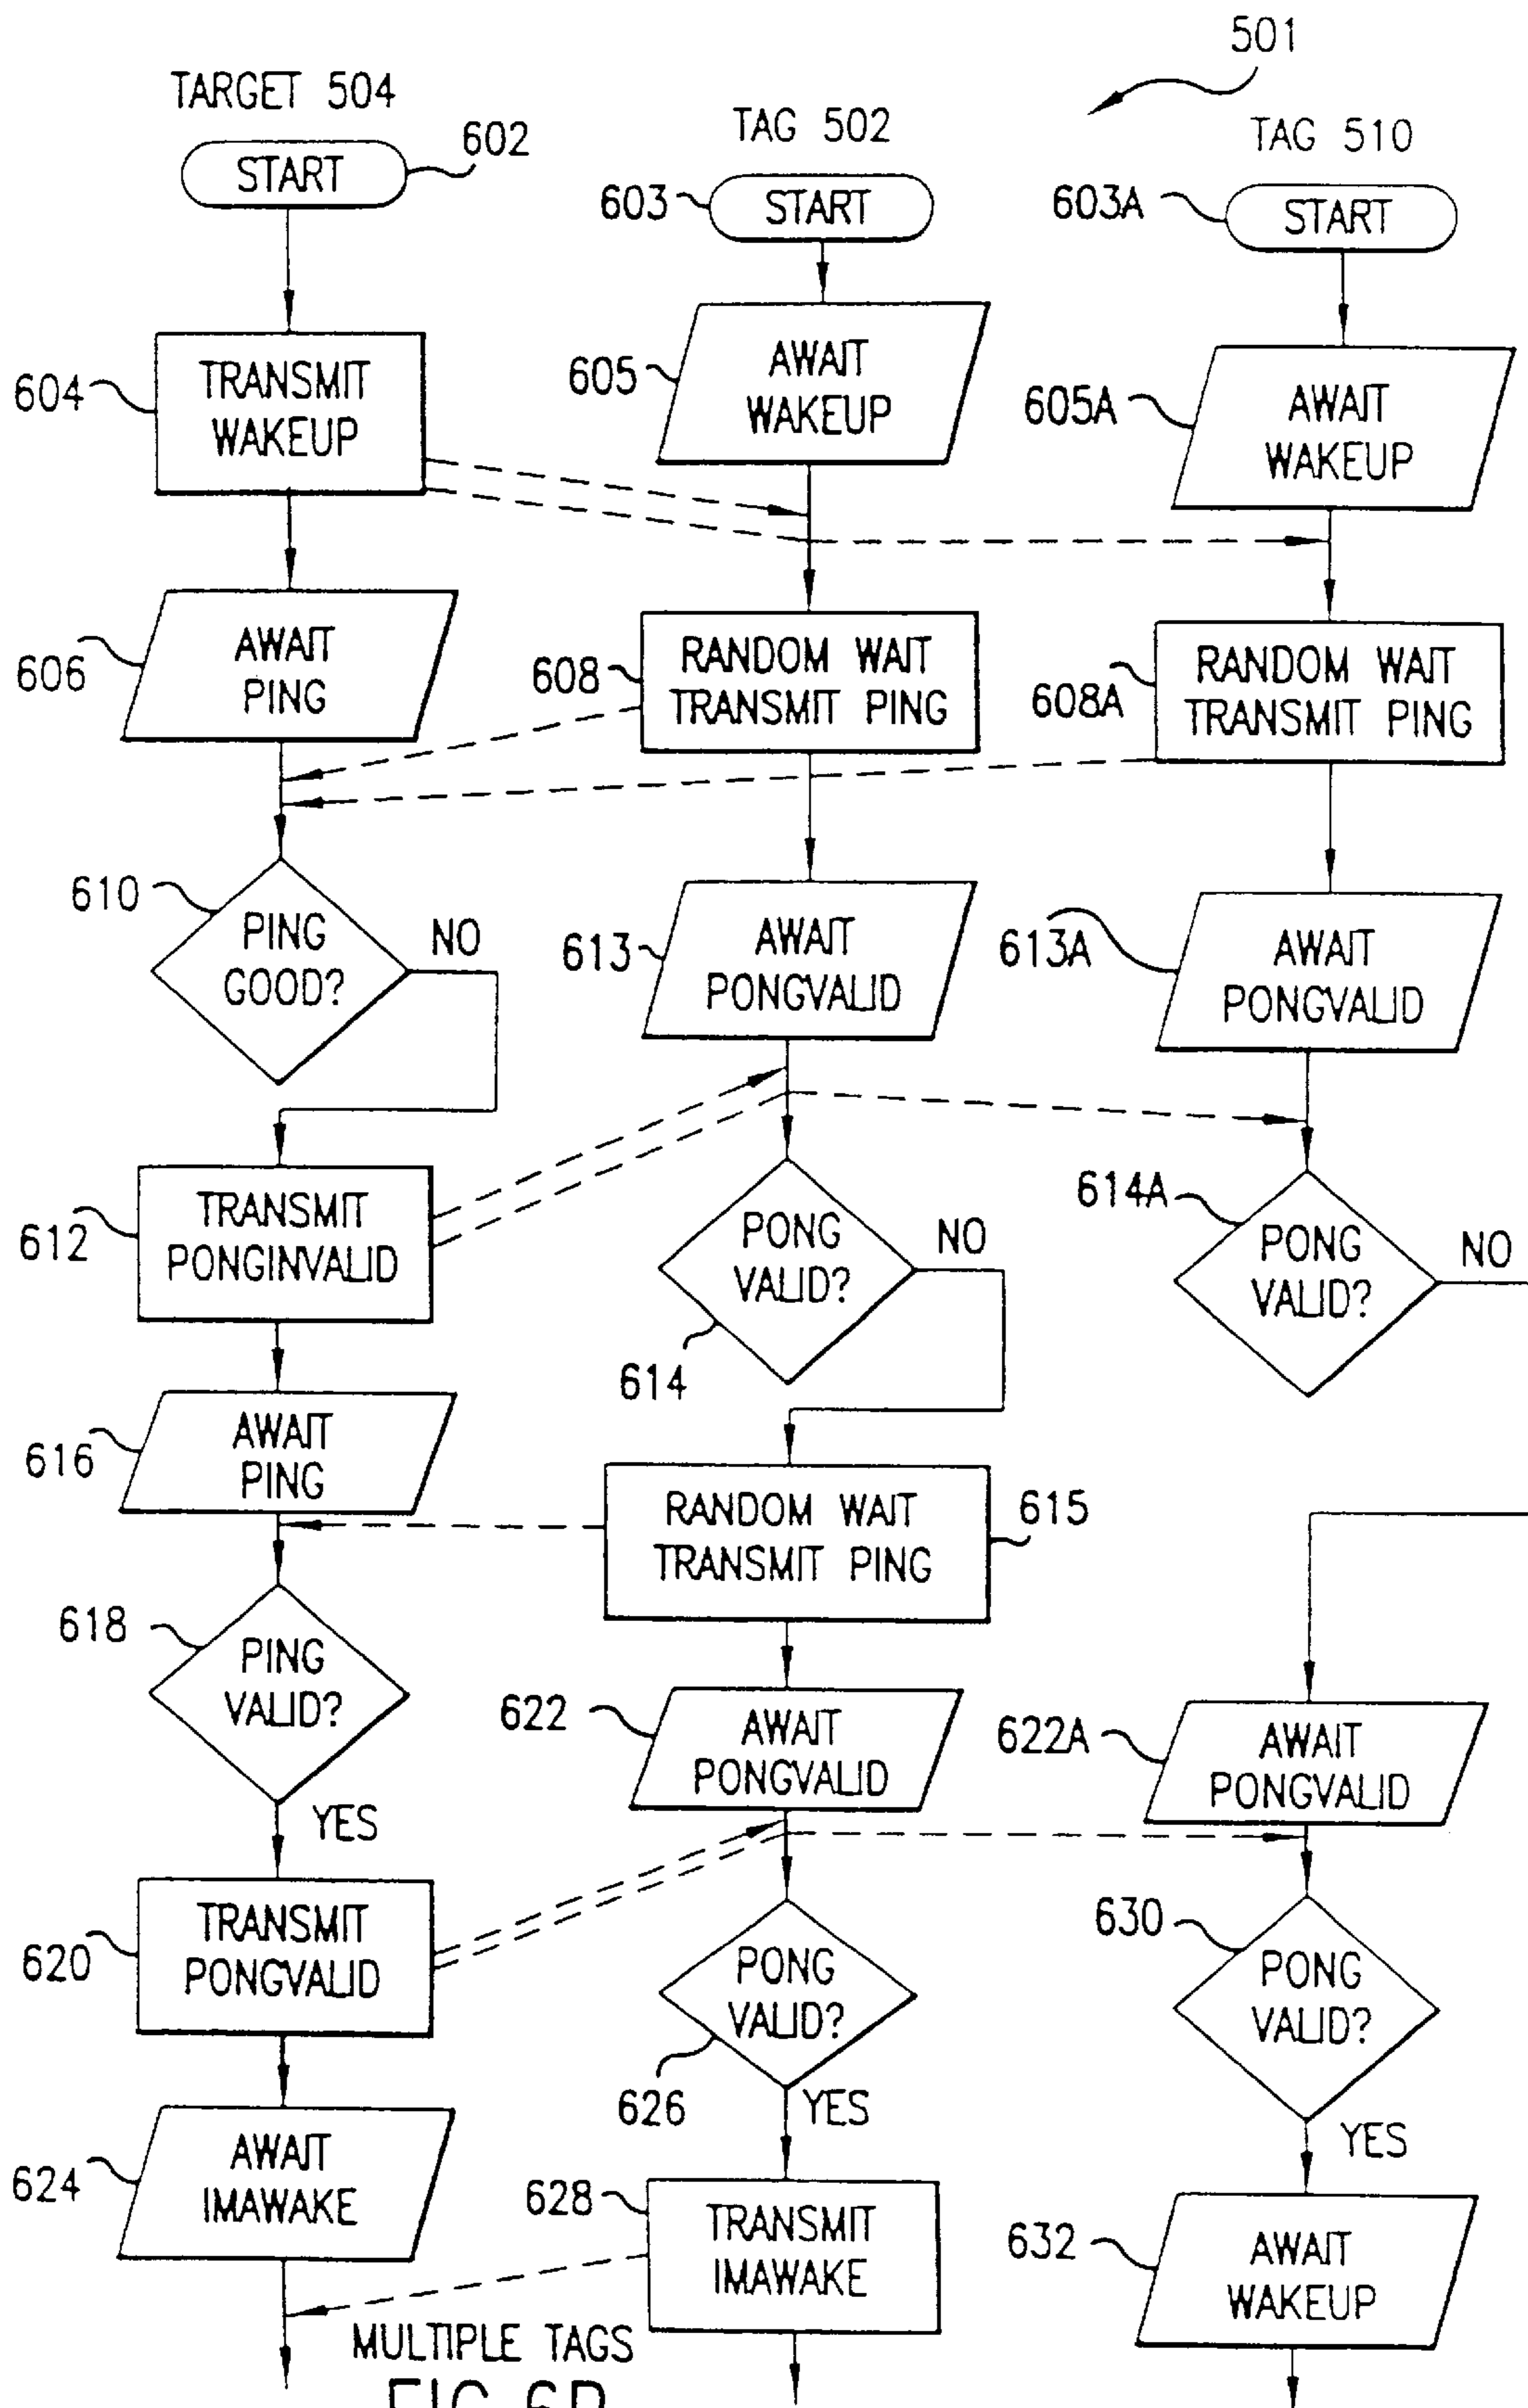 501
TARGET 504
TAG 502
TAG 510
START
602
603
START
603A
START
604
TRANSMIT
WAKEUP
605
AWAIT
WAKEUP
605A
AWAIT
WAKEUP
606
AWAIT
PING
608
RANDOM WAIT
TRANSMIT PING
608A
RANDOM WAIT
TRANSMIT PING
610
PING
GOOD?
NO
613
AWAIT
PONGVALID
613A
AWAIT
PONGVALID
612
TRANSMIT
PONGINVALID
614
PONG
VALID?
NO
614A
PONG
VALID?
NO
616
AWAIT
PING
RANDOM WAIT
TRANSMIT PING
615
618
PING
VALID?
YES
622
AWAIT
PONGVALID
622A
AWAIT
PONGVALID
620
TRANSMIT
PONGVALID
626
PONG
VALID?
YES
630
PONG
VALID?
YES
624
AWAIT
IMAWAKE
628
TRANSMIT
IMAWAKE
632
AWAIT
WAKEUP
MULTIPLE TAGS